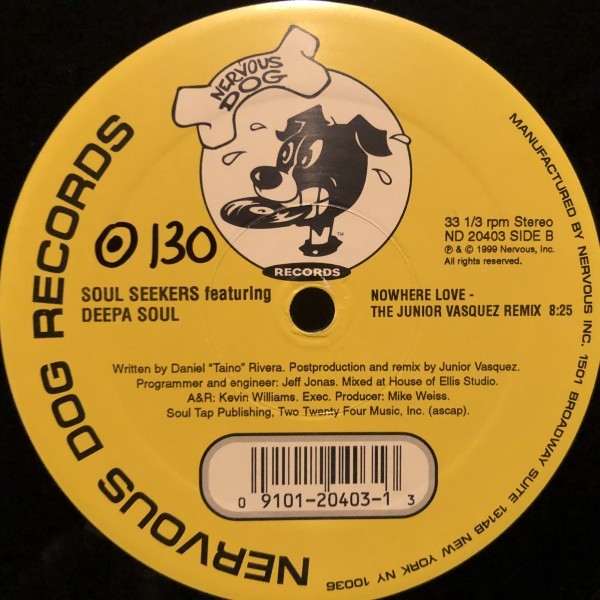 NERVOUS DOG
RECORDS
NERVOUS DOG RECORDS
130
33 1/3 rpm Stereo
ND 20403 SIDE B
℗ & © 1999 Nervous, Inc.
All rights reserved.
SOUL SEEKERS featuring
DEEPA SOUL
NOWHERE LOVE -
THE JUNIOR VASQUEZ REMIX 8:25
Written by Daniel "Taino" Rivera. Postproduction and remix by Junior Vasquez.
Programmer and engineer: Jeff Jonas. Mixed at House of Ellis Studio.
A&R: Kevin Williams. Exec. Producer: Mike Weiss.
Soul Tap Publishing, Two Twenty Four Music, Inc. (ascap).
0 9101-20403-1 3
MANUFACTURED BY NERVOUS INC. 1501 BROADWAY SUITE 1314B NEW YORK NY 10036
TM